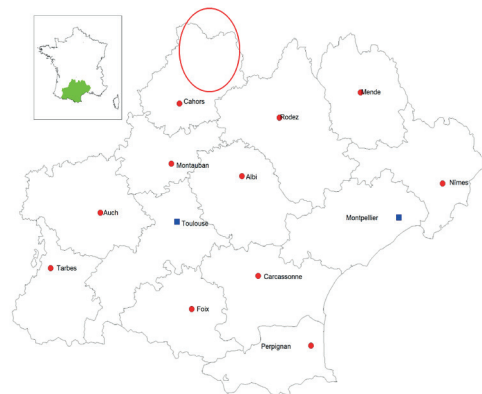 Mende
Cahors
Rodez
Montauban
Albi
Nîmes
Auch
Montpellier
Toulouse
Tarbes
Carcassonne
Foix
Perpignan